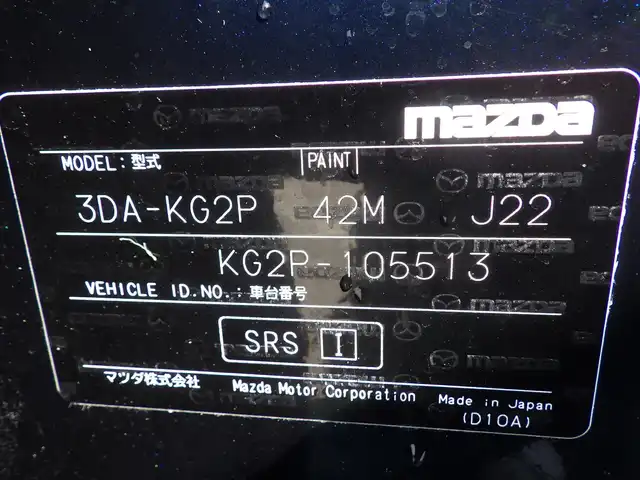 mazda
MODEL:型式 PAINT
3DA-KG2P 42M J22
KG2P-105513
VEHICLE ID.NO.:車台番号
SRS I
マツダ株式会社 Mazda Motor Corporation Made in Japan
(D10A)